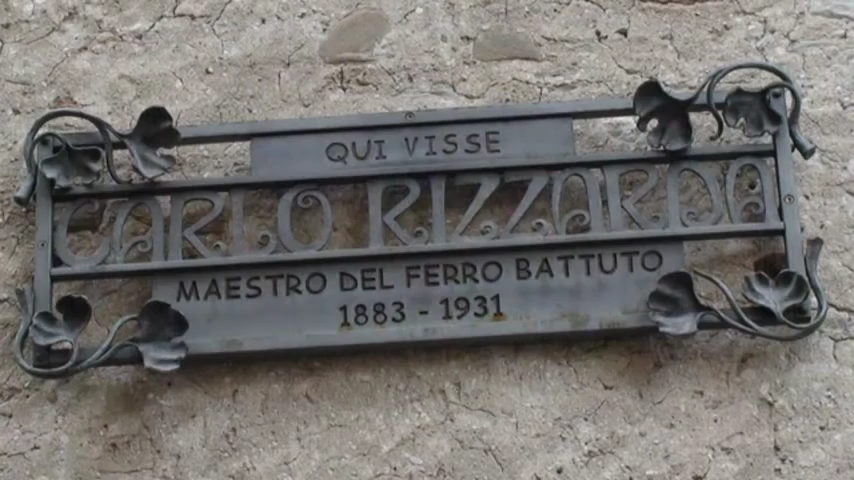 QUI VISSE
CARLO RIZZARDA
MAESTRO DEL FERRO BATTUTO
1883 - 1931